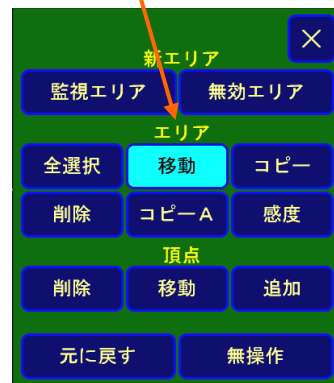 ×
新エリア
監視エリア 無効エリア
エリア
全選択 移動 コピー
削除 コピーA 感度
頂点
削除 移動 追加
元に戻す 無操作